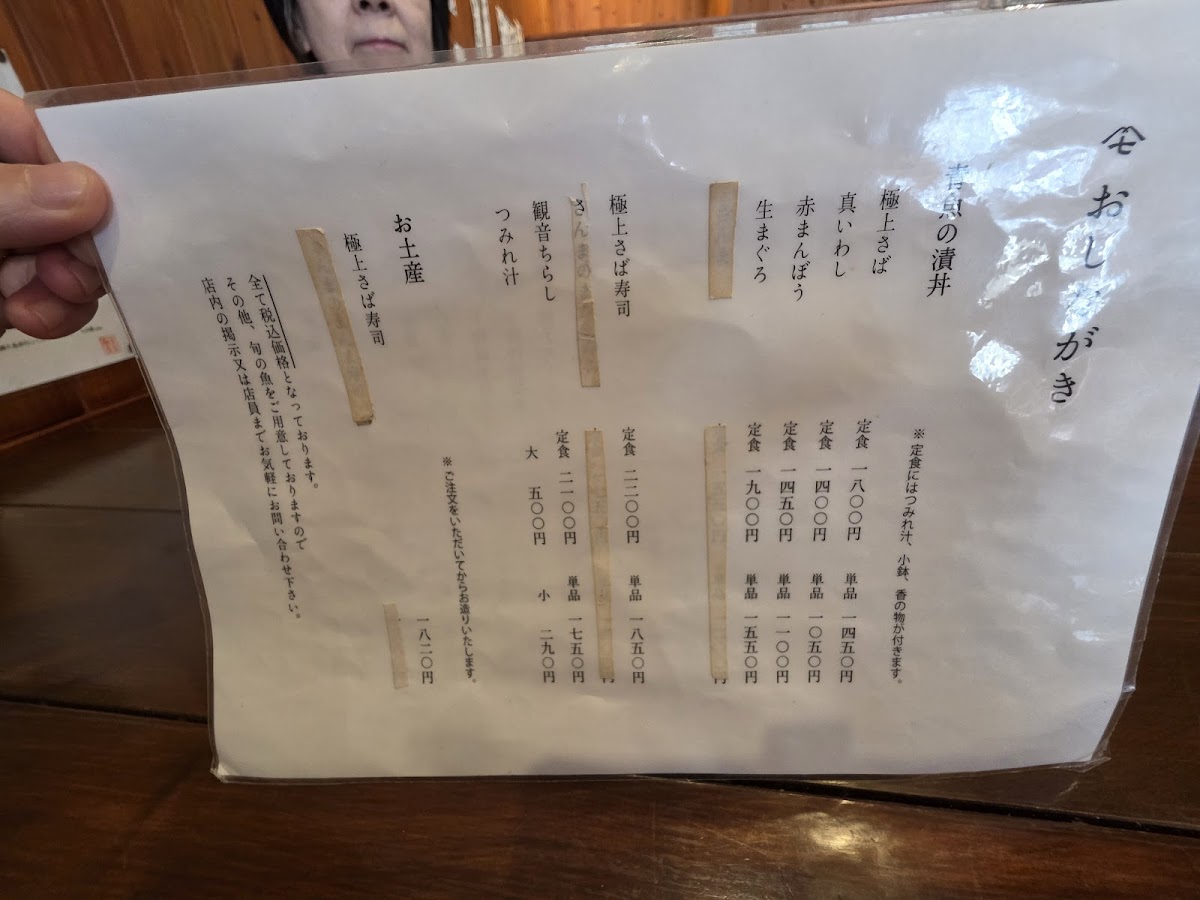 おしながき
青魚の漬丼
※ 定食にはつみれ汁、小鉢、香の物が付きます。
極上さば 定食 一八〇〇円 単品 一四五〇円
真いわし 定食 一四〇〇円 単品 一〇五〇円
赤まんぼう 定食 一四五〇円 単品 一一〇〇円
生まぐろ 定食 一九〇〇円 単品 一五五〇円
極上さば寿司 定食 二二〇〇円 単品 一八五〇円
さんまの
観音ちらし 定食 二一〇〇円 単品 一七五〇円
つみれ汁 大 五〇〇円 小 二九〇円
※ ご注文をいただいてからお造りいたします。
お土産
極上さば寿司 一八二〇円
全て税込価格となっております。
その他、旬の魚をご用意しておりますので
店内の掲示又は店員までお気軽にお問い合わせ下さい。